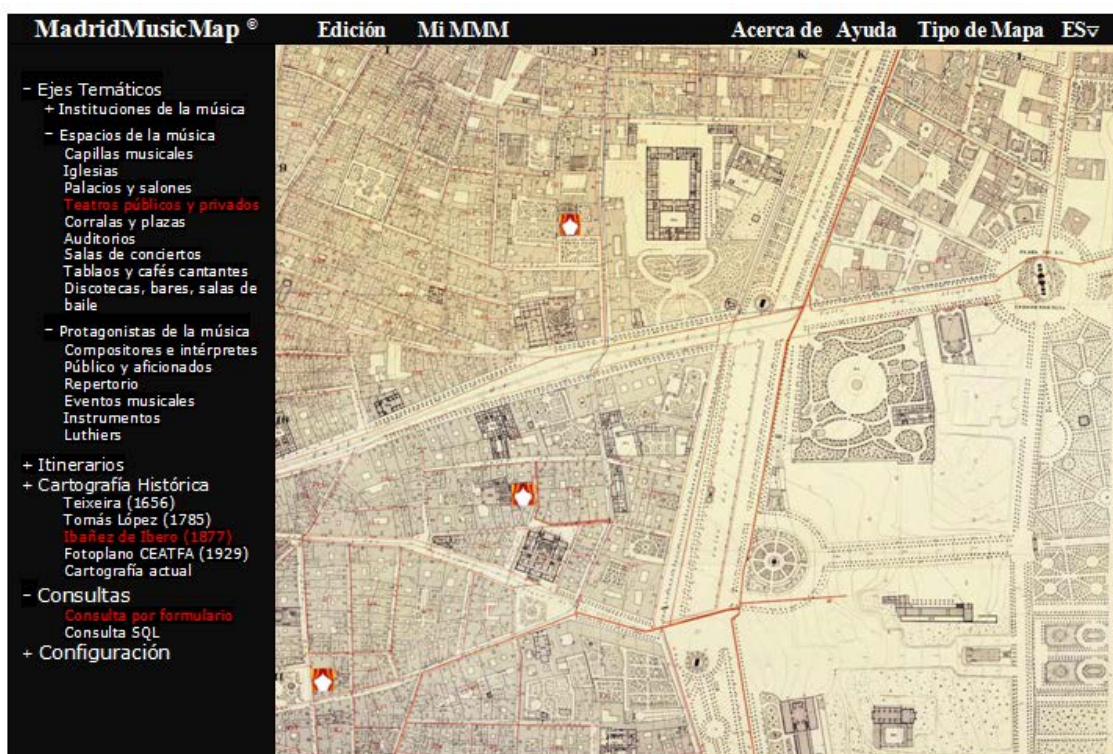 MadridMusicMap ©
Edición
Mi MMM
Acerca de
Ayuda
Tipo de Mapa
ES▿
- Ejes Temáticos
+ Instituciones de la música
- Espacios de la música
Capillas musicales
Iglesias
Palacios y salones
Teatros públicos y privados
Corralas y plazas
Auditorios
Salas de conciertos
Tablaos y cafés cantantes
Discotecas, bares, salas de
baile
- Protagonistas de la música
Compositores e intérpretes
Público y aficionados
Repertorio
Eventos musicales
Instrumentos
Luthiers
+ Itinerarios
+ Cartografía Histórica
Teixeira (1656)
Tomás López (1785)
Ibañez de Ibero (1877)
Fotoplano CEATFA (1929)
Cartografía actual
- Consultas
Consulta por formulario
Consulta SQL
+ Configuración